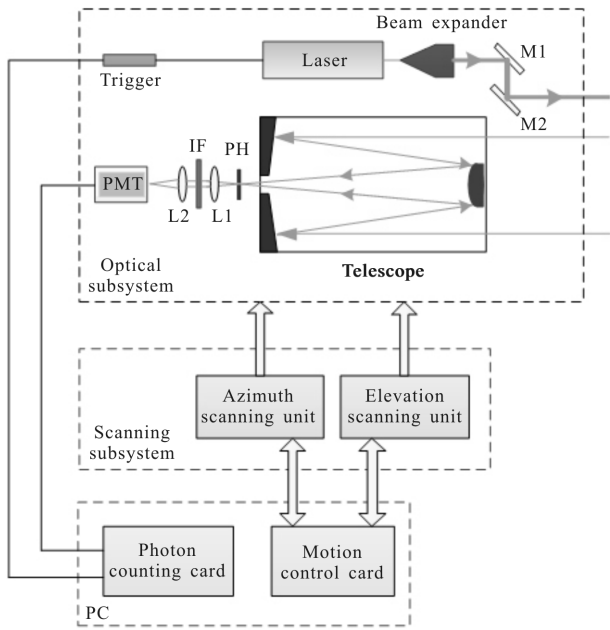 Beam expander
M1
Laser
Trigger
M2
IF
PH
PMT
L2
L1
Telescope
Optical
subsystem
Azimuth
scanning unit
Elevation
scanning unit
Scanning
subsystem
Photon
counting card
Motion
control card
PC